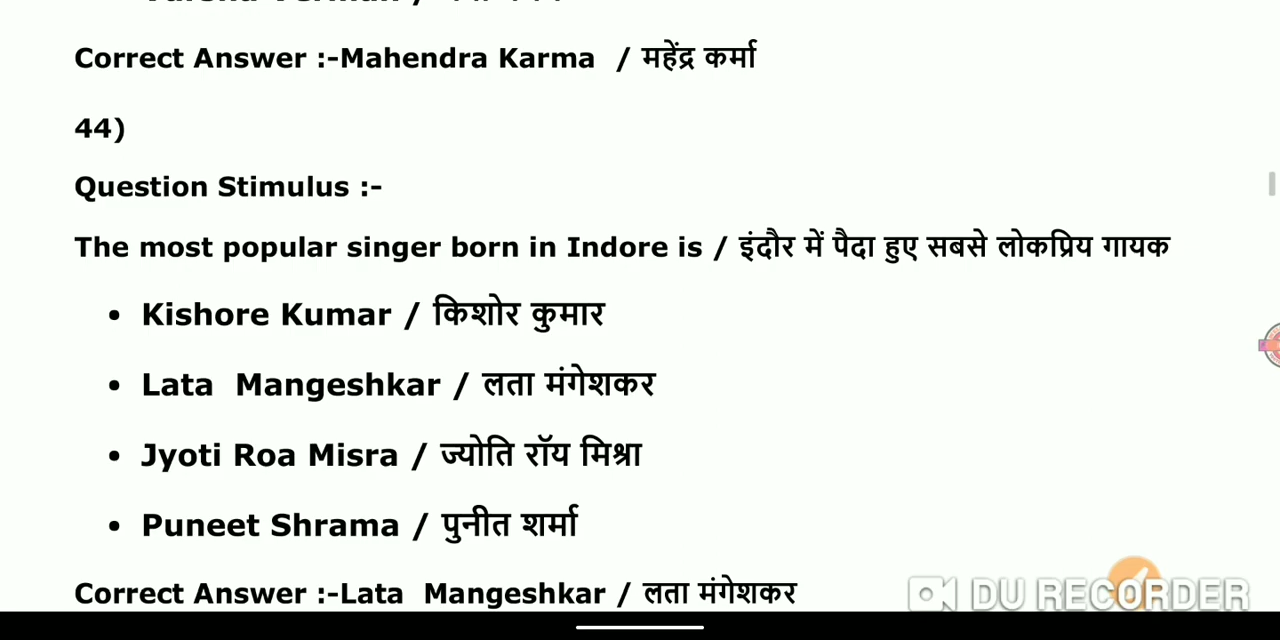 Correct Answer :-Mahendra Karma / महेंद्र कर्मा
44)
Question Stimulus :-
The most popular singer born in Indore is / इंदौर में पैदा हुए सबसे लोकप्रिय गायक
• Kishore Kumar / किशोर कुमार
• Lata Mangeshkar / लता मंगेशकर
• Jyoti Roa Misra / ज्योति रॉय मिश्रा
• Puneet Shrama / पुनीत शर्मा
Correct Answer :-Lata Mangeshkar / लता मंगेशकर
DU RECORDER